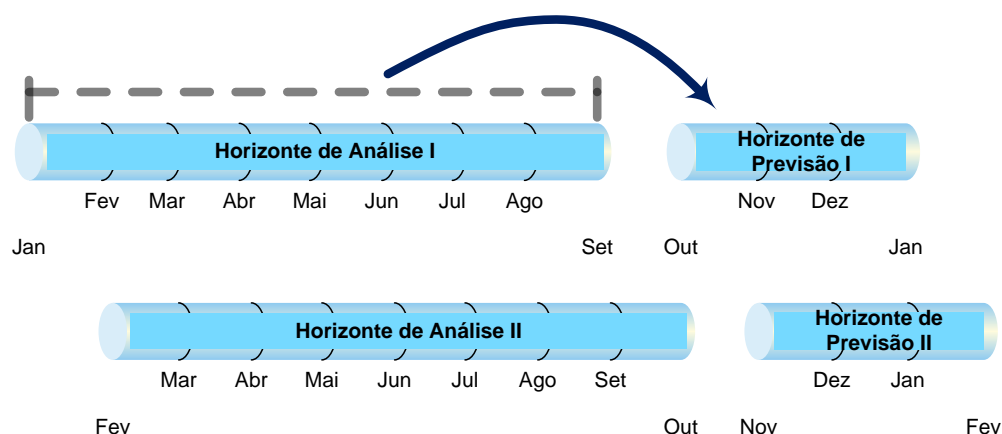 Horizonte de Análise I
Horizonte de
Previsão I
Fev Mar Abr Mai Jun Jul Ago
Nov Dez
Jan Set Out Jan
Horizonte de Análise II
Horizonte de
Previsão II
Mar Abr Mai Jun Jul Ago Set
Dez Jan
Fev Out Nov Fev